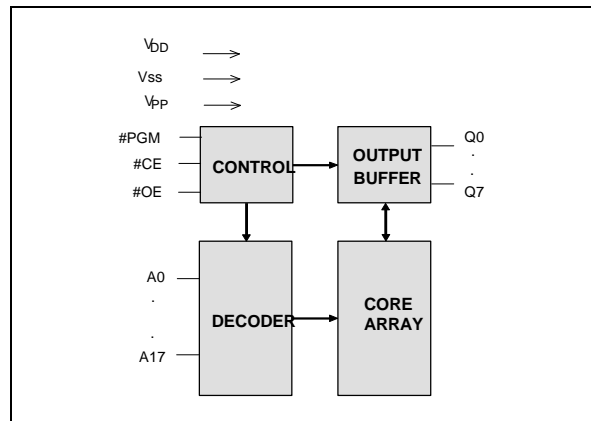 VDD
Vss
VPP
#PGM
#CE
#OE
CONTROL
OUTPUT
BUFFER
Q0
.
.
Q7
A0
.
.
A17
DECODER
CORE
ARRAY